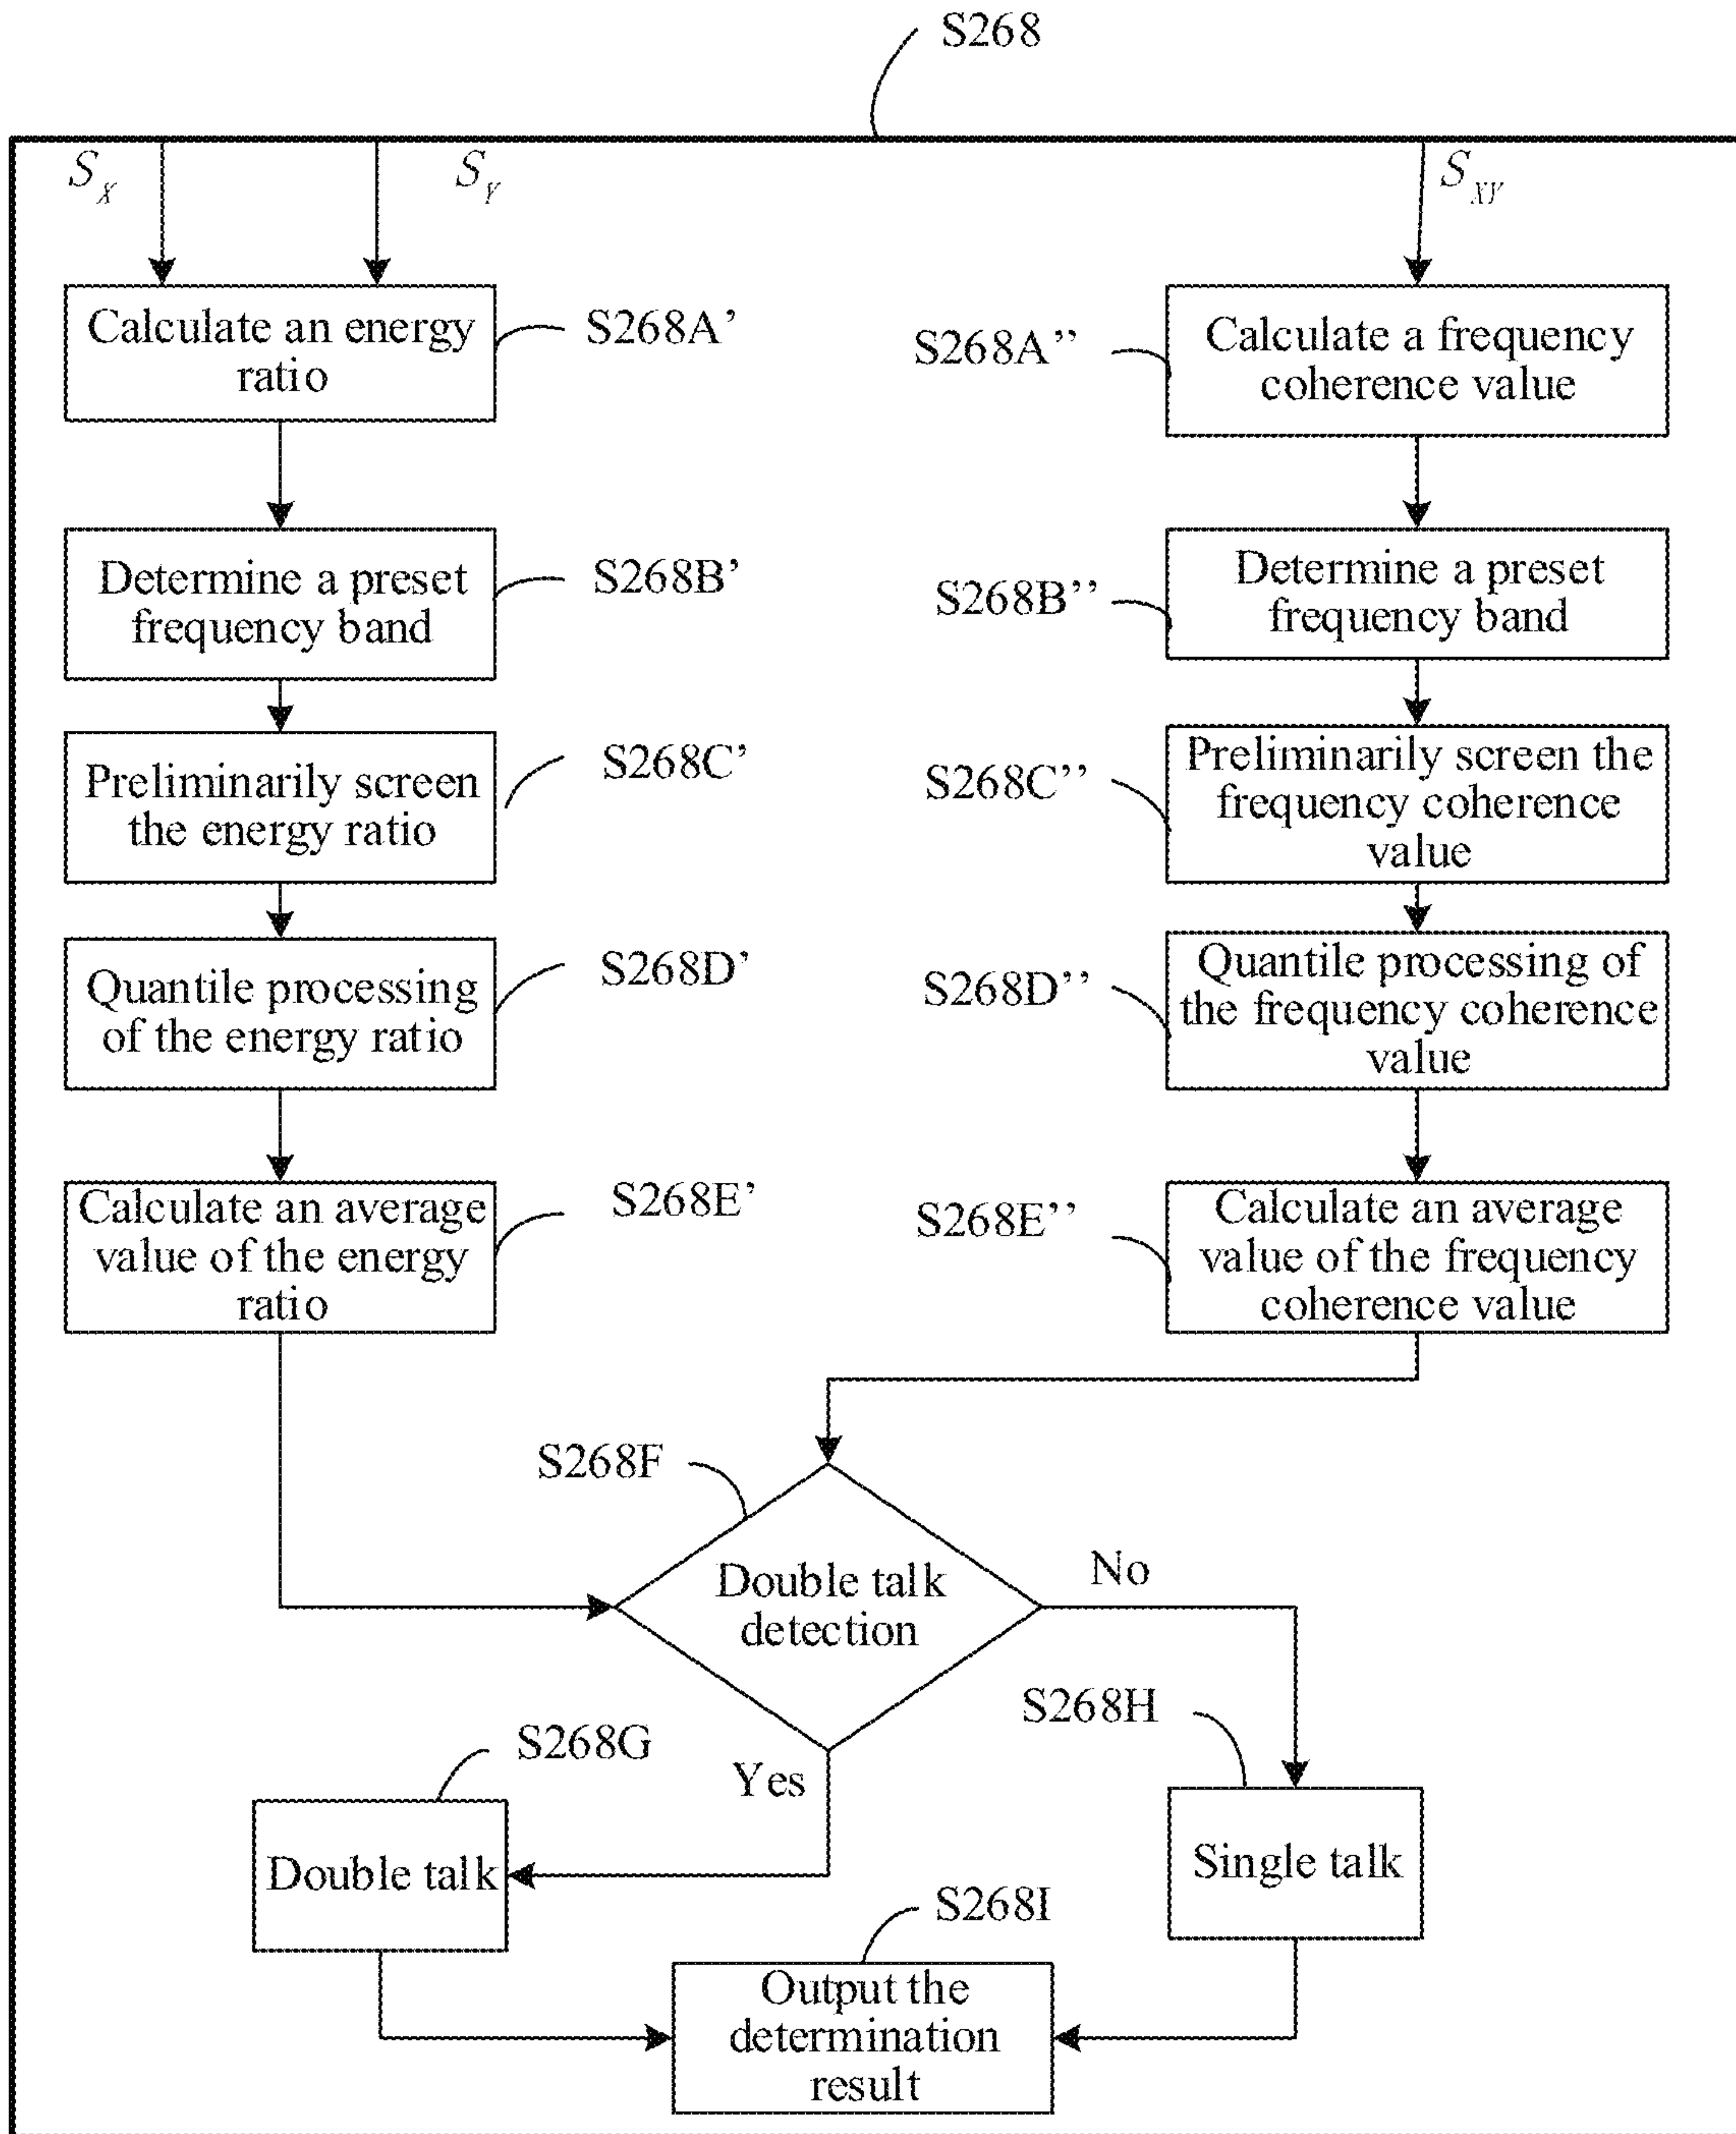 S268
S_X
S_Y
S_XY
Calculate an energy
ratio
S268A’
S268A’’
Calculate a frequency
coherence value
Determine a preset
frequency band
S268B’
S268B’’
Determine a preset
frequency band
Preliminarily screen
the energy ratio
S268C’
S268C’’
Preliminarily screen the
frequency coherence
value
Quantile processing
of the energy ratio
S268D’
S268D’’
Quantile processing of
the frequency coherence
value
Calculate an average
value of the energy
ratio
S268E’
S268E’’
Calculate an average
value of the frequency
coherence value
S268F
Double talk
detection
No
S268H
S268G
Yes
Double talk
Single talk
S268I
Output the
determination
result